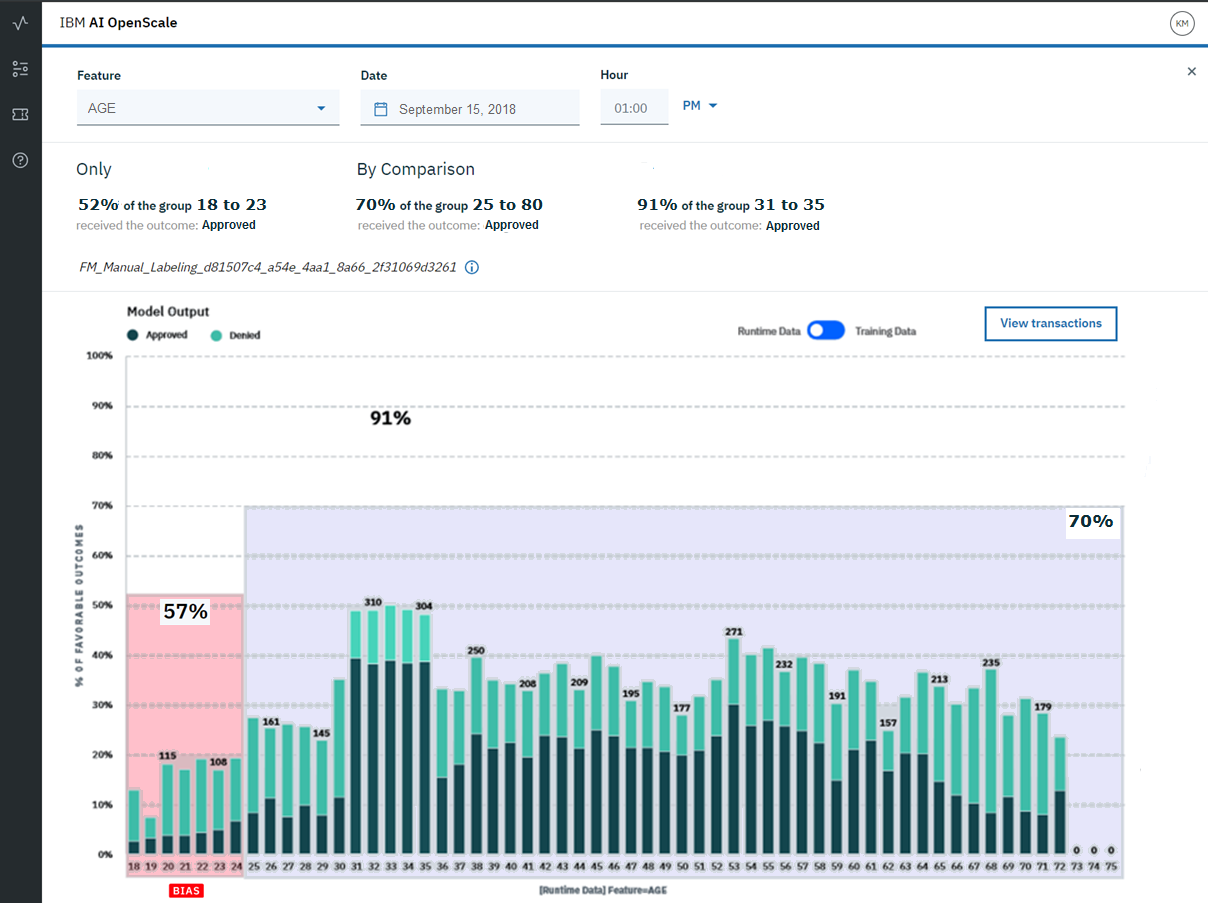 IBM AI OpenScale
KM
Feature
Date
Hour
AGE
September 15, 2018
01:00
PM
Only
By Comparison
52% of the group 18 to 23
70% of the group 25 to 80
91% of the group 31 to 35
received the outcome: Approved
received the outcome: Approved
received the outcome: Approved
FM_Manual_Labeling_d81507c4_a54e_4aa1_8a66_2f31069d3261
Model Output
Approved
Denied
Runtime Data
Training Data
View transactions
100%
90%
91%
80%
70%
70%
60%
50%
57%
310
304
40%
250
271
235
30%
208
209
195
177
232
191
213
179
20%
161
145
157
115
108
10%
0%
0 0 0
% OF FAVORABLE OUTCOMES
18 19 20 21 22 23 24 25 26 27 28 29 30 31 32 33 34 35 36 37 38 39 40 41 42 43 44 45 46 47 48 49 50 51 52 53 54 55 56 57 58 59 60 61 62 63 64 65 66 67 68 69 70 71 72 73 74 75
BIAS
[Runtime Data] Feature=AGE